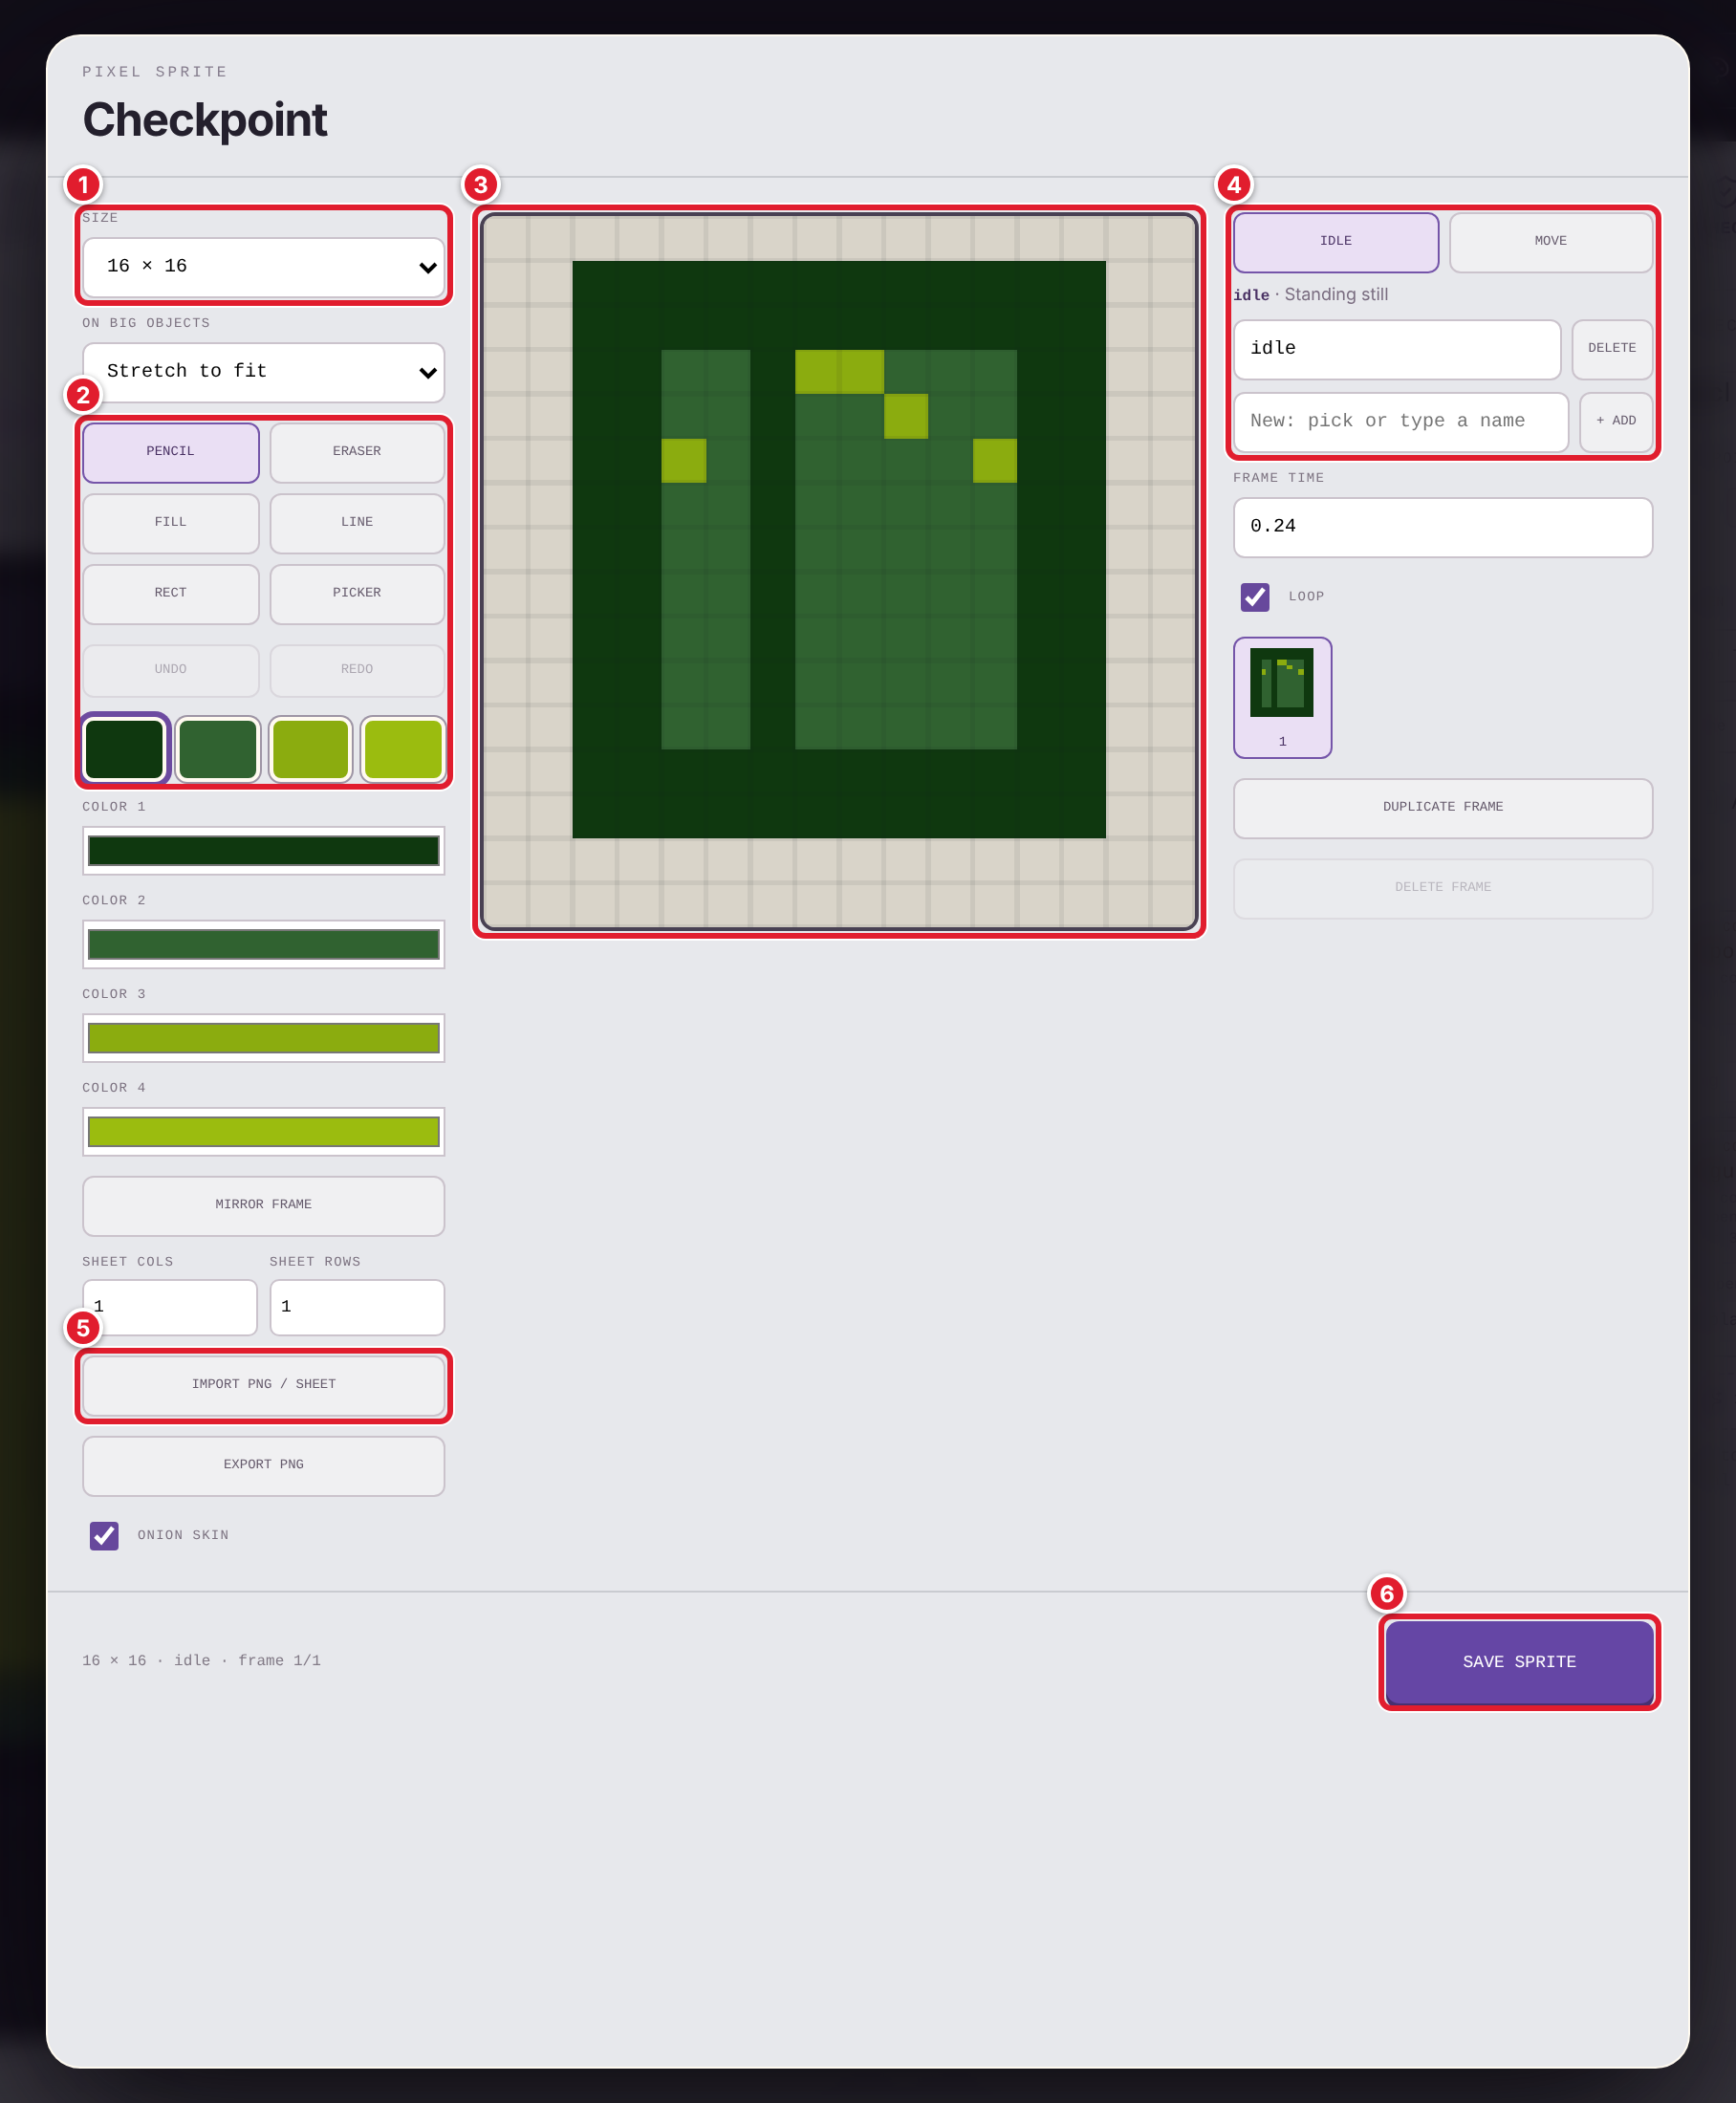 PIXEL SPRITE
Checkpoint
1
SIZE
16 × 16
ON BIG OBJECTS
Stretch to fit
2
PENCIL ERASER
FILL LINE
RECT PICKER
UNDO REDO
COLOR 1
COLOR 2
COLOR 3
COLOR 4
MIRROR FRAME
SHEET COLS SHEET ROWS
1 1
5
IMPORT PNG / SHEET
EXPORT PNG
ONION SKIN
3
4
IDLE MOVE
idle · Standing still
idle DELETE
New: pick or type a name + ADD
FRAME TIME
0.24
LOOP
1
DUPLICATE FRAME
DELETE FRAME
16 × 16 · idle · frame 1/1
6
SAVE SPRITE